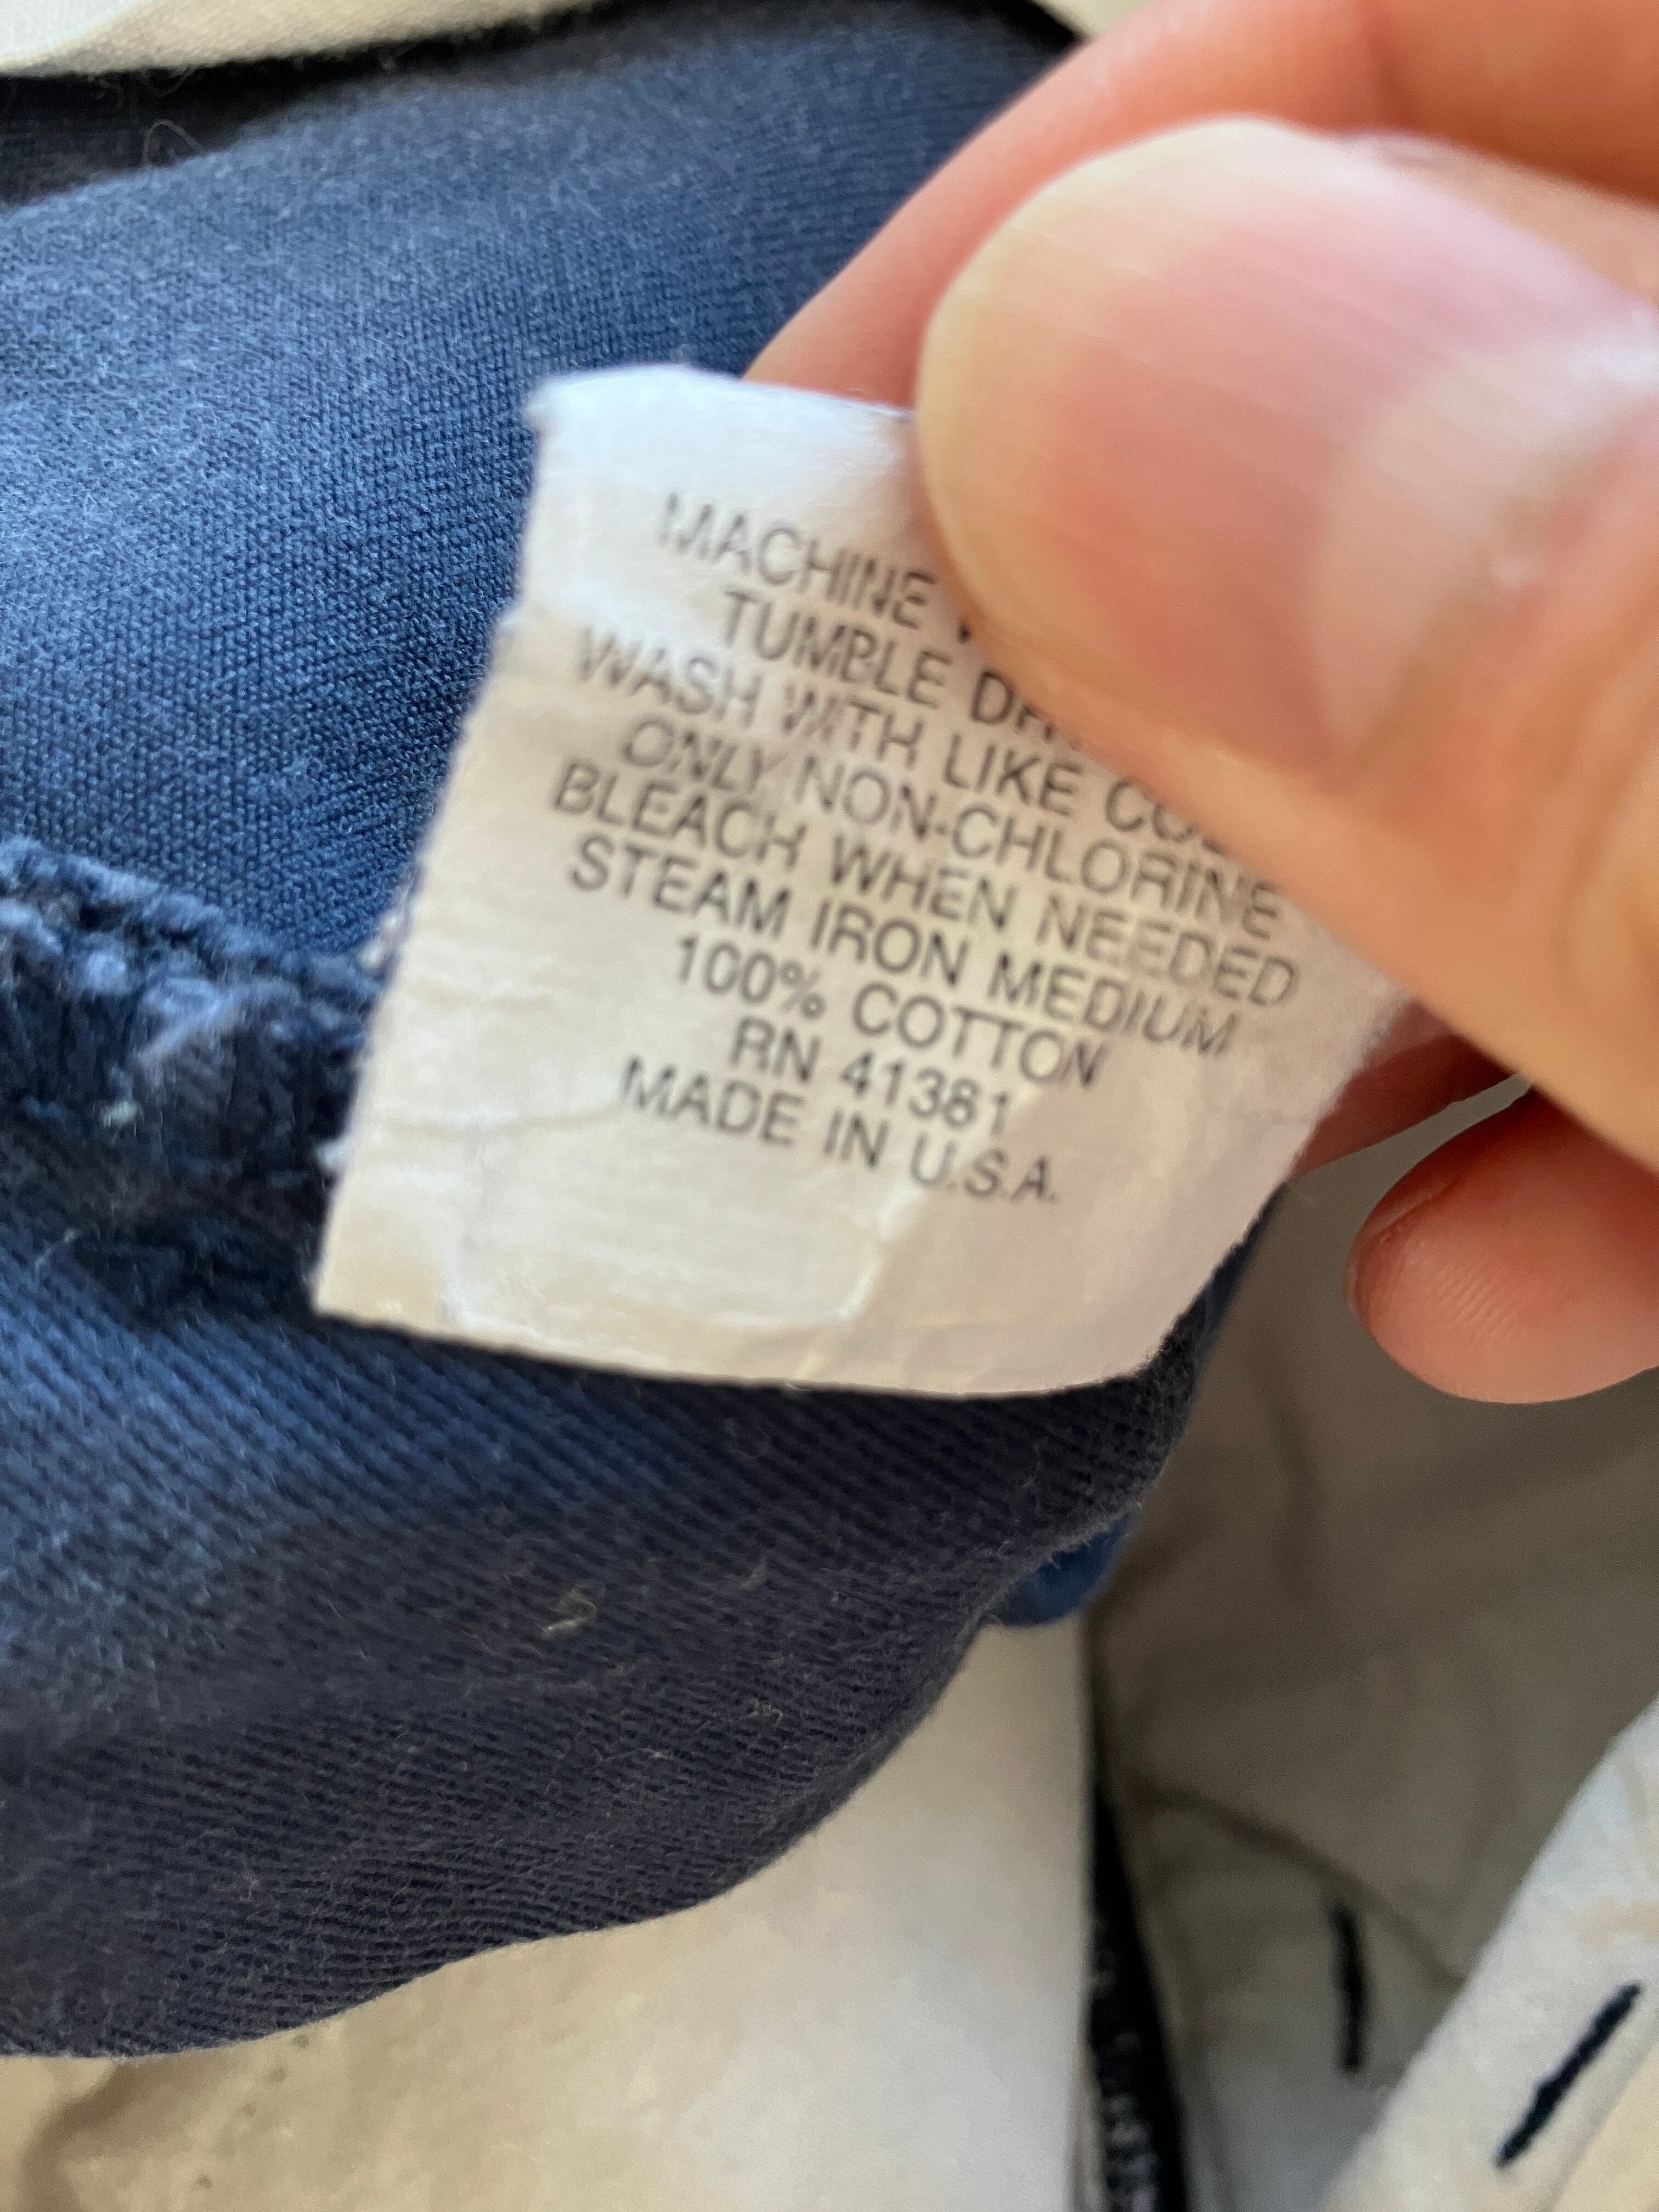 MACHINE
TUMBLE
WASH WITH LIKE
ONLY NON-CHLORINE
BLEACH WHEN NEEDED
STEAM IRON MEDIUM
100% COTTON
RN 41381
MADE IN U.S.A.